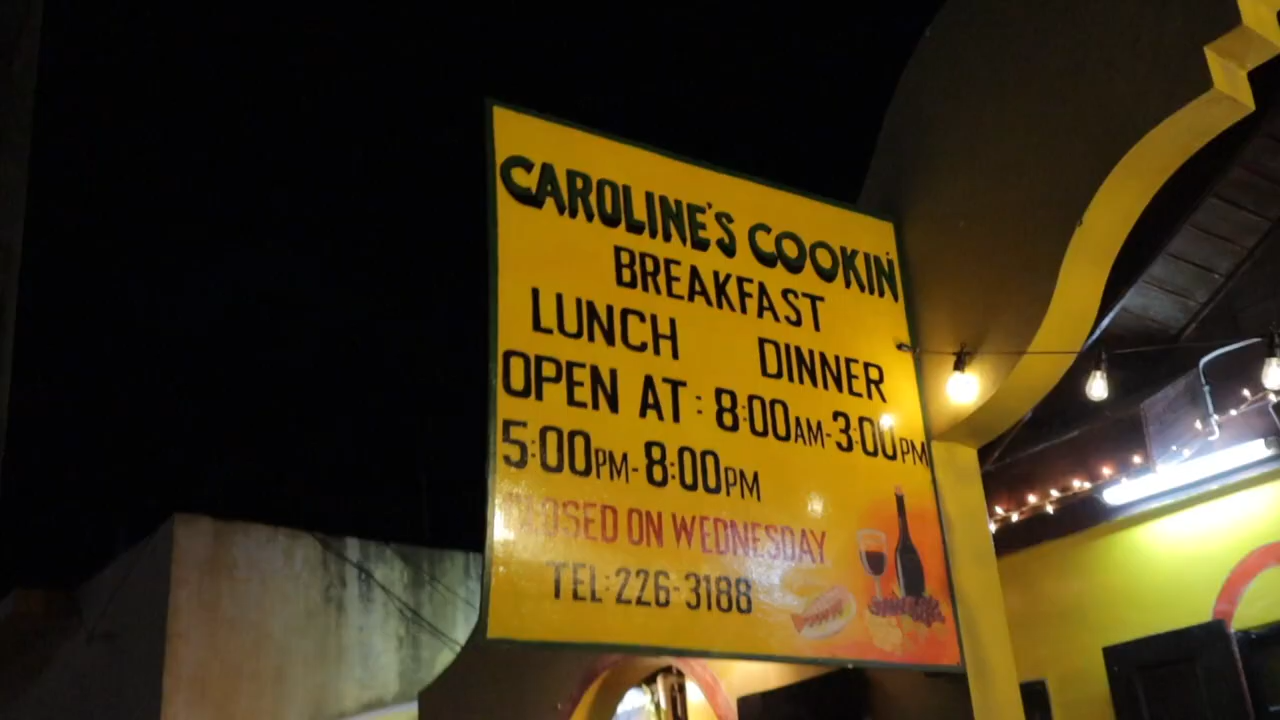 CAROLINE'S COOKIN'
BREAKFAST
LUNCH DINNER
OPEN AT: 8:00AM-3:00PM
5:00PM-8:00PM
CLOSED ON WEDNESDAY
TEL:226-3188